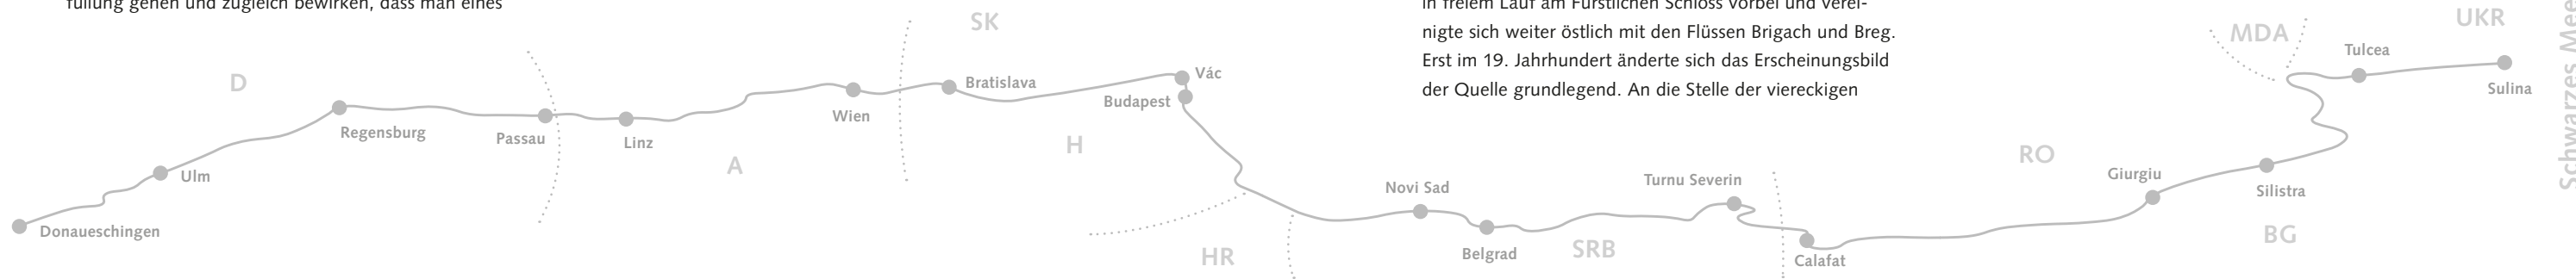 füllung gehen und zugleich bewirken, dass man eines
in freiem Lauf am Fürstlichen Schloss vorbei und verei-
nigte sich weiter östlich mit den Flüssen Brigach und Breg.
Erst im 19. Jahrhundert änderte sich das Erscheinungsbild
der Quelle grundlegend. An die Stelle der viereckigen
D
SK
MDA
UKR
Donaueschingen
Ulm
Regensburg
Passau
Linz
A
Wien
Bratislava
Vác
Budapest
H
HR
Novi Sad
Belgrad
SRB
Turnu Severin
Calafat
RO
Giurgiu
Silistra
BG
Tulcea
Sulina